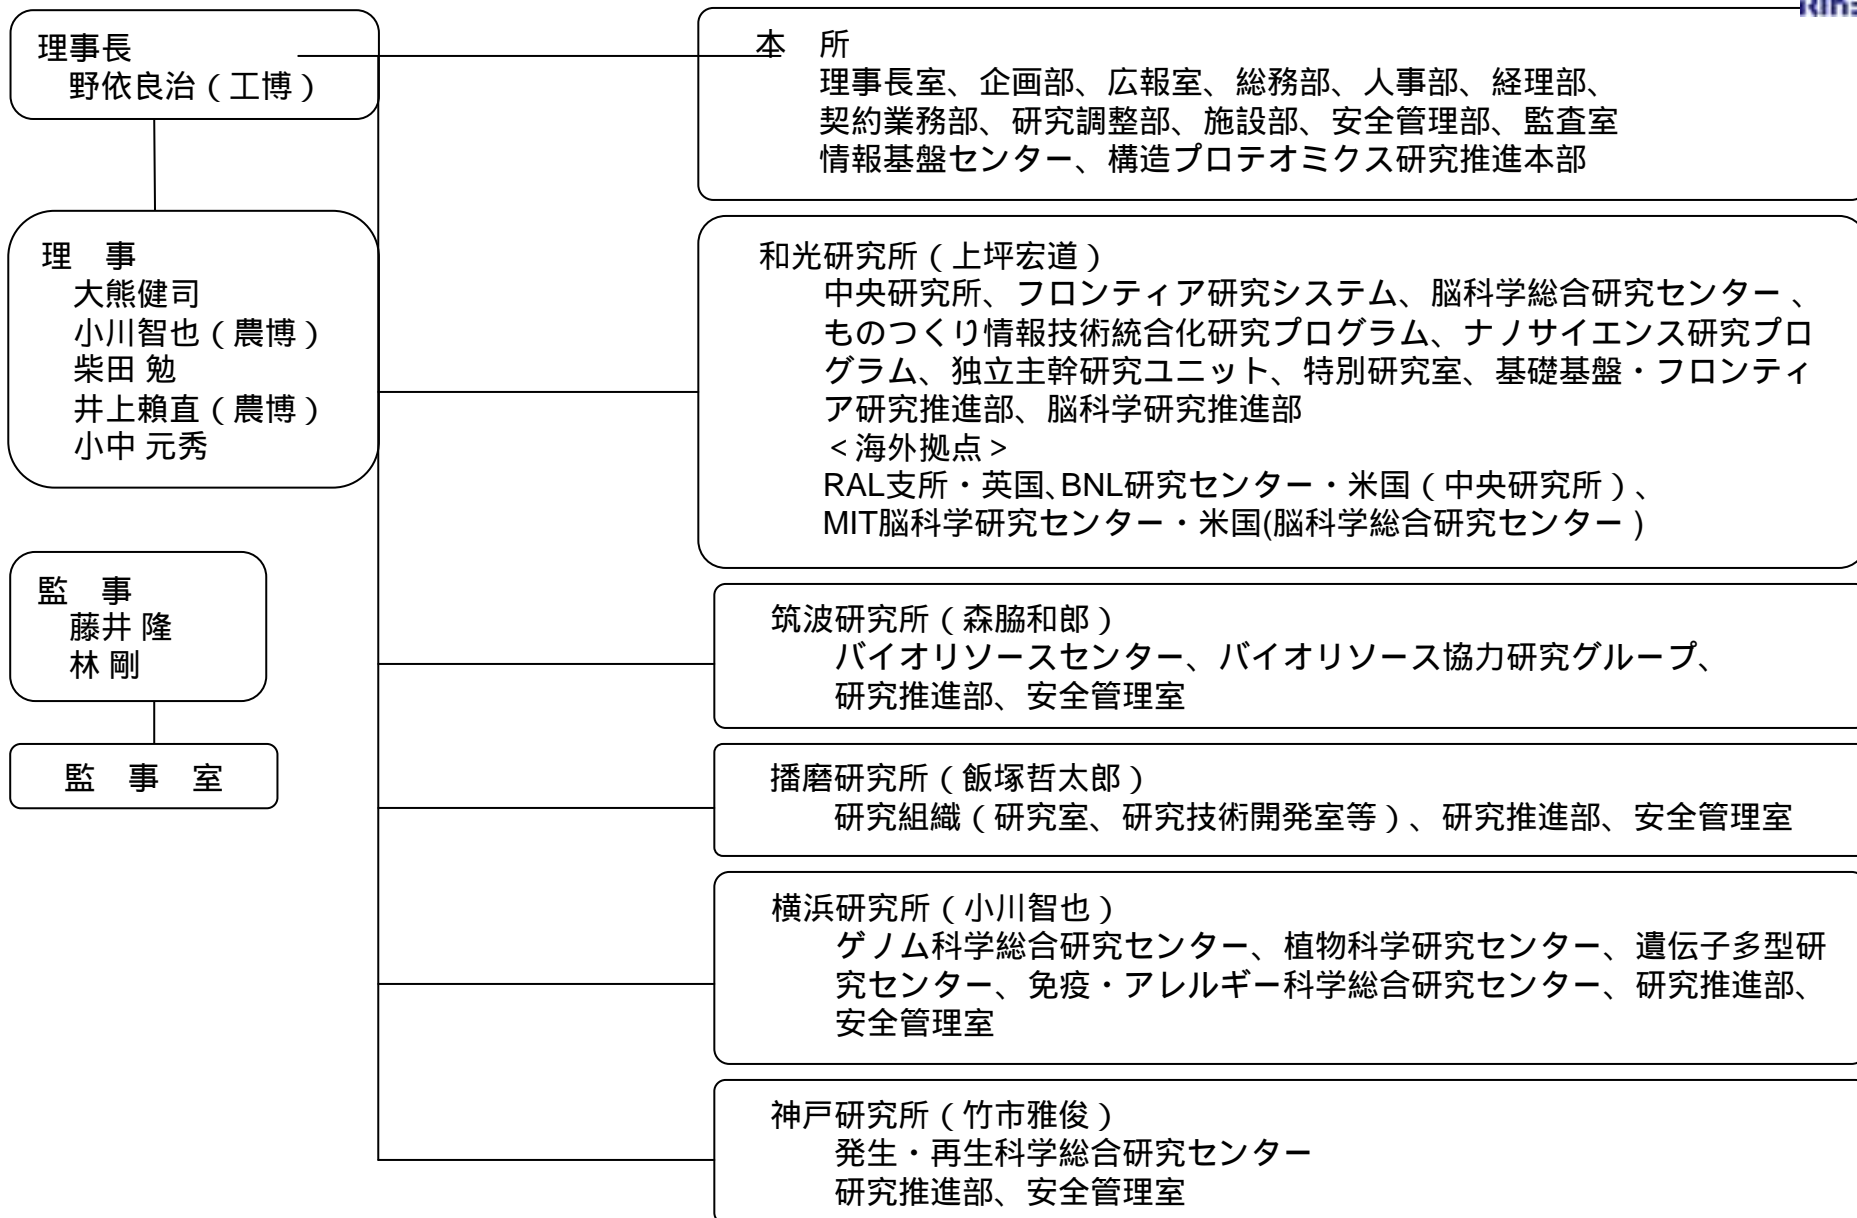 理事長
野依良治（工博）
理　事
大熊健司
小川智也（農博）
柴田 勉
井上頼直（農博）
小中 元秀
監　事
藤井 隆
林 剛
監　事　室
本　所
理事長室、企画部、広報室、総務部、人事部、経理部、
契約業務部、研究調整部、施設部、安全管理部、監査室
情報基盤センター、構造プロテオミクス研究推進本部
和光研究所（上坪宏道）
中央研究所、フロンティア研究システム、脳科学総合研究センター 、
ものつくり情報技術統合化研究プログラム、ナノサイエンス研究プロ
グラム、独立主幹研究ユニット、特別研究室、基礎基盤・フロンティ
ア研究推進部、脳科学研究推進部
＜海外拠点＞
RAL支所・英国、BNL研究センター・米国（中央研究所）、
MIT脳科学研究センター・米国(脳科学総合研究センター）
筑波研究所（森脇和郎）
バイオリソースセンター、バイオリソース協力研究グループ、
研究推進部、安全管理室
播磨研究所（飯塚哲太郎）
研究組織（研究室、研究技術開発室等）、研究推進部、安全管理室
横浜研究所（小川智也）
ゲノム科学総合研究センター、植物科学研究センター、遺伝子多型研
究センター、免疫・アレルギー科学総合研究センター、研究推進部、
安全管理室
神戸研究所（竹市雅俊）
発生・再生科学総合研究センター
研究推進部、安全管理室